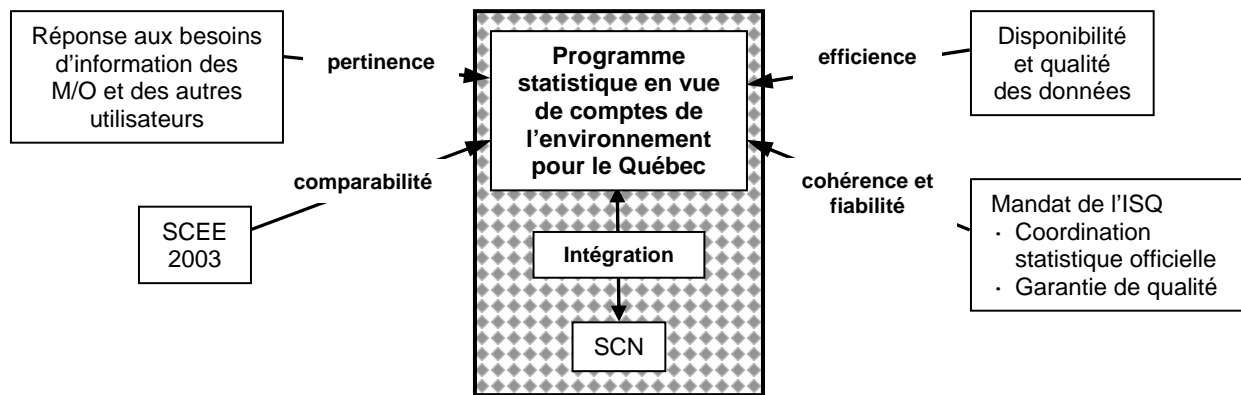 Réponse aux besoins
d’information des
M/O et des autres
utilisateurs
pertinence
Programme
statistique en vue
de comptes de
l’environnement
pour le Québec
efficience
Disponibilité
et qualité
des données
comparabilité
SCEE
2003
cohérence et
fiabilité
Mandat de l’ISQ
· Coordination
statistique officielle
· Garantie de qualité
Intégration
SCN